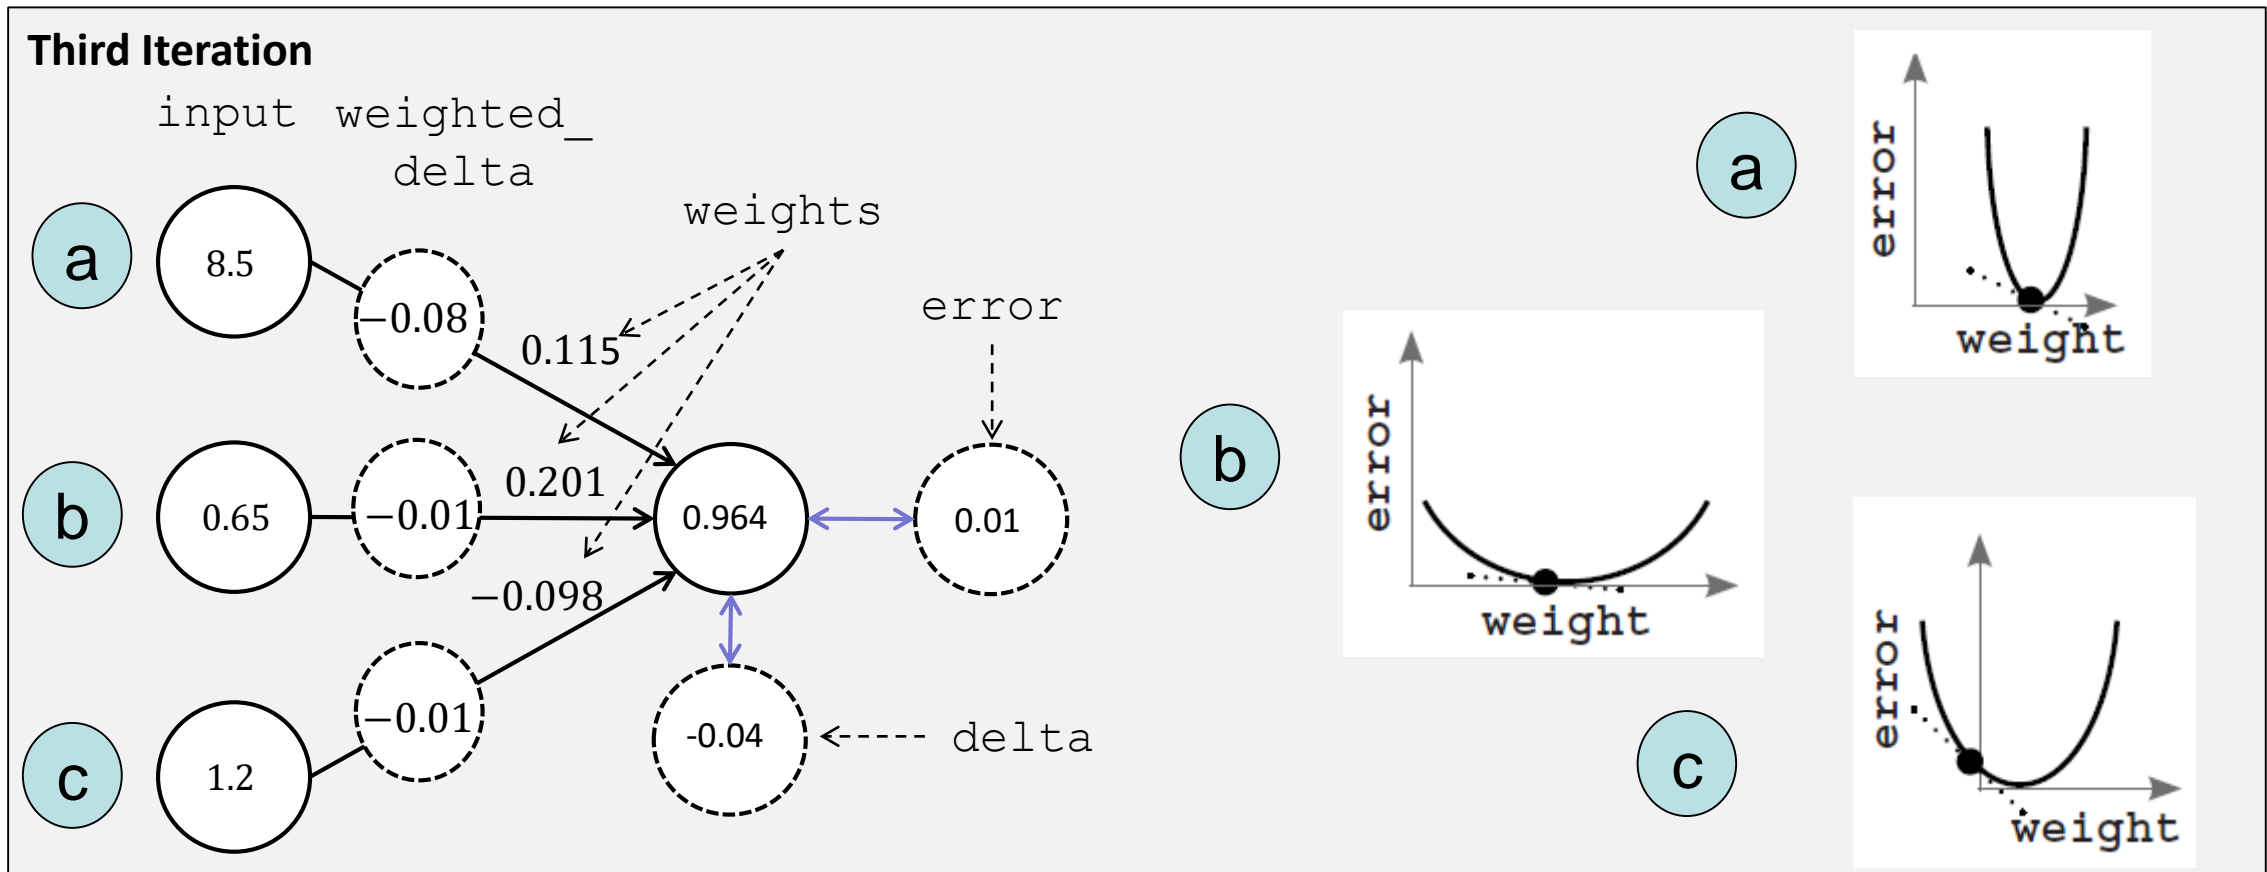 Third Iteration
input weighted_
delta
weights
error
a
8.5
−0.08
0.115
b
0.65
−0.01
0.201
0.964
0.01
−0.098
c
1.2
−0.01
-0.04
delta
a
error
weight
b
error
weight
c
error
weight